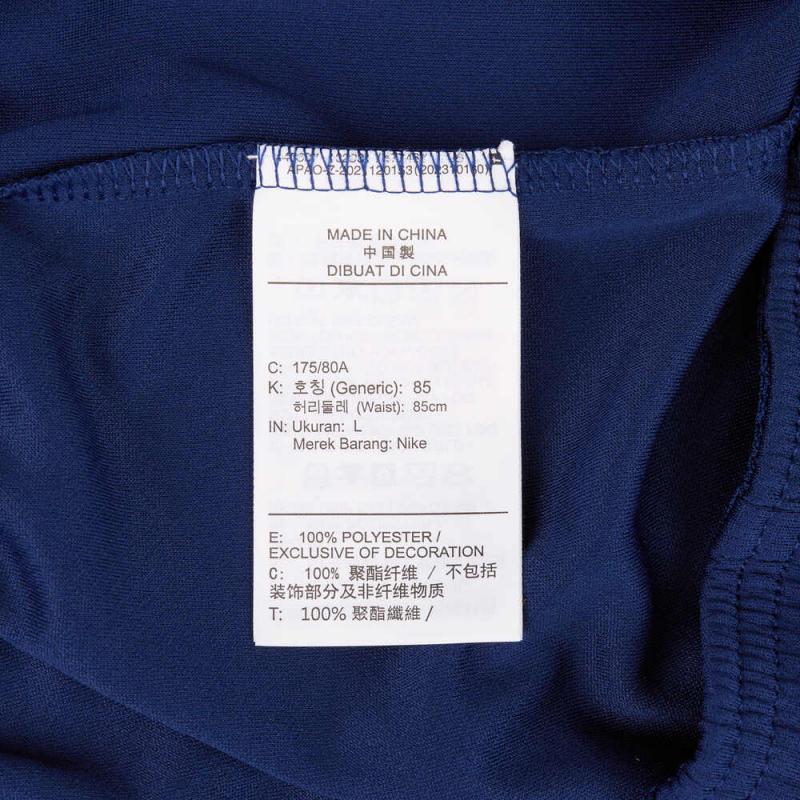 MADE IN CHINA
中国製
DIBUAT DI CINA
C: 175/80A
K: 호칭 (Generic): 85
허리둘레 (Waist): 85cm
IN: Ukuran: L
Merek Barang: Nike
E: 100% POLYESTER /
EXCLUSIVE OF DECORATION
C: 100% 聚酯纤维 / 不包括
装饰部分及非纤维物质
T: 100% 聚酯纖維 /